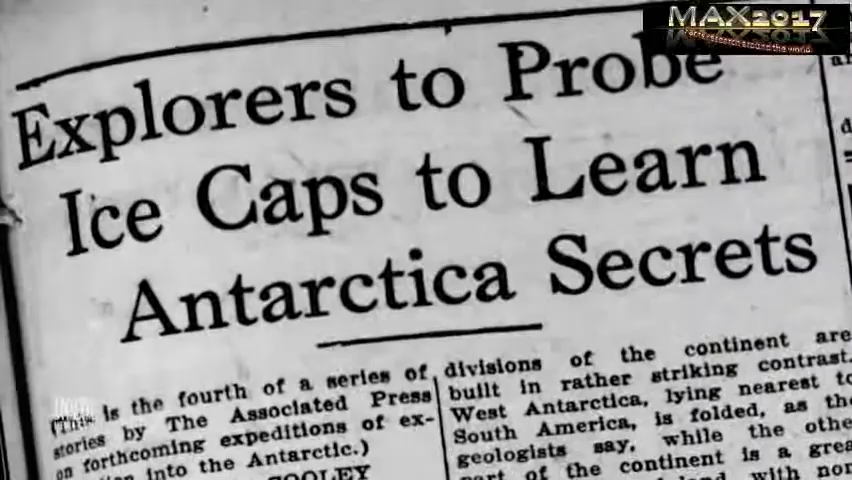 MAX2017
Facts research around the world
Explorers to Probe
Ice Caps to Learn
Antarctica Secrets
(This is the fourth of a series of
stories by The Associated Press
on forthcoming expeditions of ex-
into the Antarctic.)
COOLEY
divisions of the continent are
built in rather striking contrast.
West Antarctica, lying nearest to
South America, is folded, as the
geologists say, while the othe
part of the continent is a grea
with non